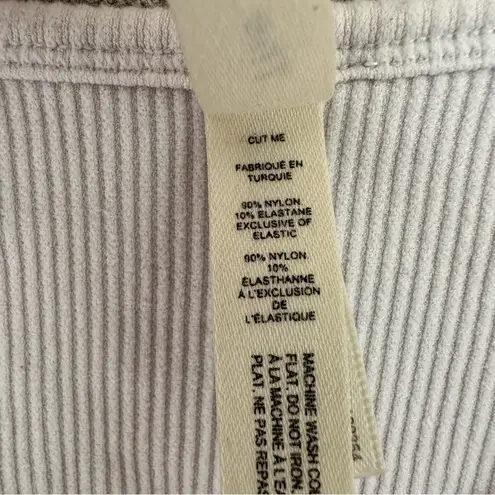 CUT ME
FABRIQUÉ EN
TURQUIE
90% NYLON
10% ELASTANE
EXCLUSIVE OF
ELASTIC
90% NYLON
10%
ÉLASTHANNE
À L'EXCLUSION
DE
L'ÉLASTIQUE
MACHINE WASH CO
FLAT. DO NOT IRON.
À LA MACHINE À L'EA
PLAT. NE PAS REPAS